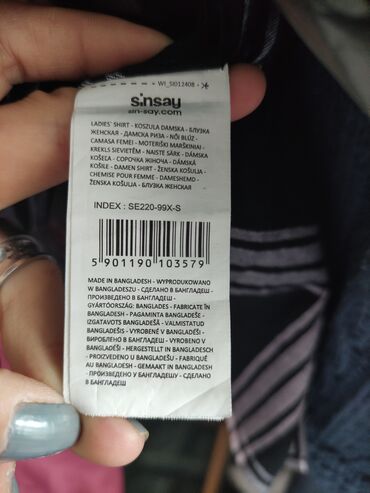 WI_SI012408
sinsay
sin-say.com
LADIES' SHIRT - KOSZULA DAMSKA - БЛУЗКА
ЖЕНСКАЯ - ДАМСКА РИЗА - NŐI BLÚZ -
CAMASA FEMEI - MOTERIŠKI MARŠKINIAI -
KREKLS SIEVIETĒM - NAISTE SÄRK - DÁMSKA
KOŠEĽA - СОРОЧКА ЖІНОЧА - DÁMSKÁ
KOŠILE - DAMEN SHIRT - ŽENSKA KOŠULJA -
CHEMISE POUR FEMME - DAMESHEMD -
ŽENSKA KOŠULJA - БЛУЗКА ЖЕНСКАЯ
INDEX : SE220-99X-S
5 901190 103579
MADE IN BANGLADESH - WYPRODUKOWANO
W BANGLADESZU - СДЕЛАНО В БАНГЛАДЕШ -
ПРОИЗВЕДЕНО В БАНГЛАДЕШ -
GYÁRTÓORSZÁG: BANGLADES - FABRICATE ÎN
BANGLADESH - PAGAMINTA BANGLADEŠE -
IZGATAVOTS BANGLADEŠĀ - VALMISTATUD
BANGLADESHIS - VYROBENÉ V BANGLADÉŠI -
ВИРОБЛЕНО В БАНГЛАДЕШ - VYROBENO V
BANGLADÉŠI - HERGESTELLT IN BANGLADESCH
- PROIZVEDENO U BANGLADEŠU - FABRIQUÉ
AU BANGLADESH - GEMAAKT IN BANGLADESH -
ПРОИЗВЕДЕНО У БАНГЛАДЕШУ - СДЕЛАНО
В БАНГЛАДЕШ